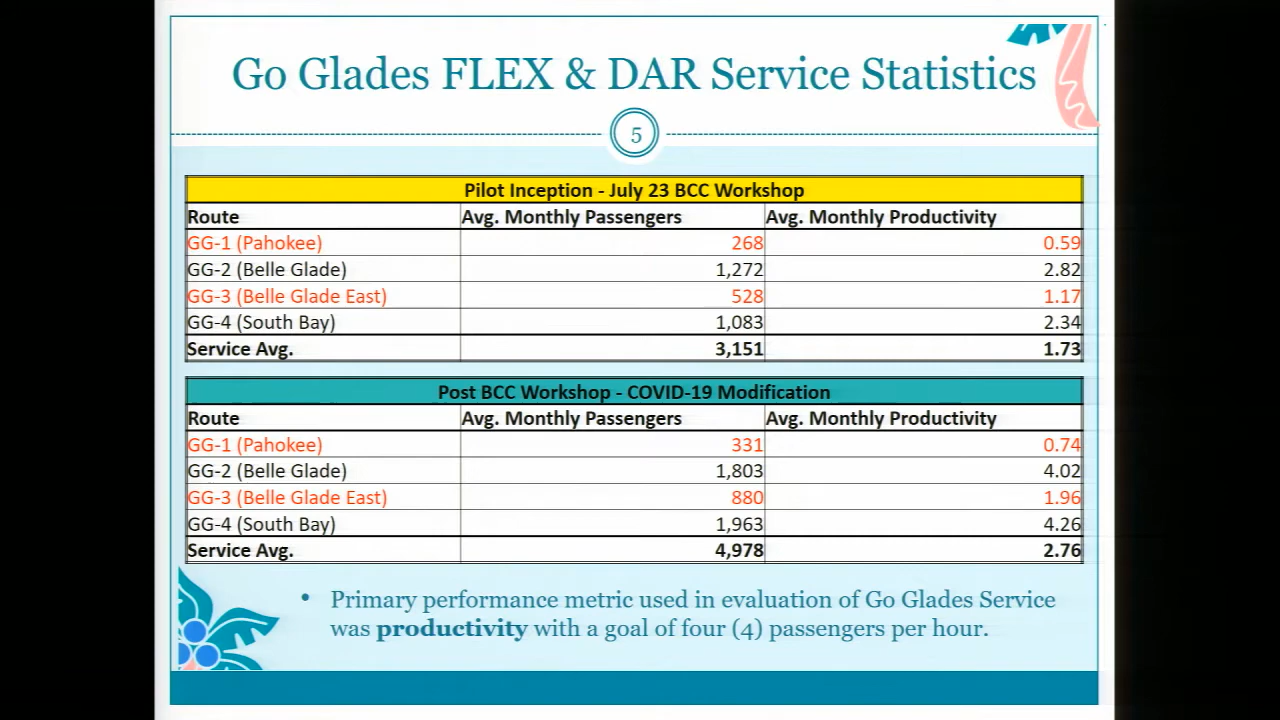 Go Glades FLEX & DAR Service Statistics
5
Pilot Inception - July 23 BCC Workshop
Route Avg. Monthly Passengers Avg. Monthly Productivity
GG-1 (Pahokee) 268 0.59
GG-2 (Belle Glade) 1,272 2.82
GG-3 (Belle Glade East) 528 1.17
GG-4 (South Bay) 1,083 2.34
Service Avg. 3,151 1.73
Post BCC Workshop - COVID-19 Modification
Route Avg. Monthly Passengers Avg. Monthly Productivity
GG-1 (Pahokee) 331 0.74
GG-2 (Belle Glade) 1,803 4.02
GG-3 (Belle Glade East) 880 1.96
GG-4 (South Bay) 1,963 4.26
Service Avg. 4,978 2.76
• Primary performance metric used in evaluation of Go Glades Service
was productivity with a goal of four (4) passengers per hour.